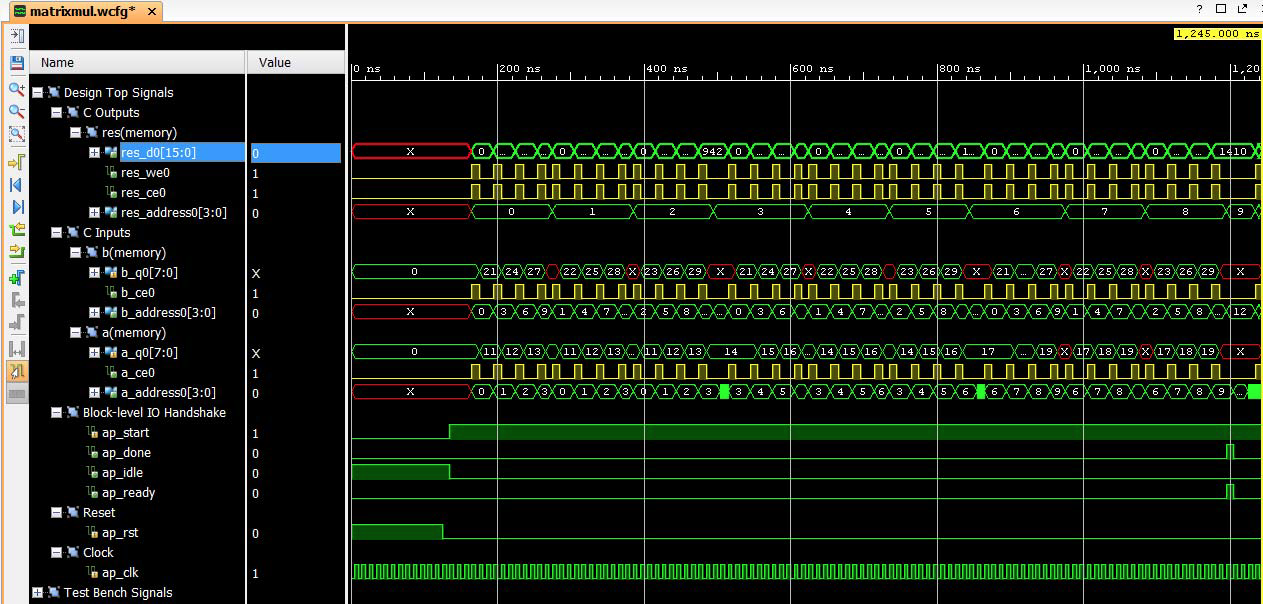 matrixmul.wcfg*
1,245.000 ns
Name Value
0 ns 200 ns 400 ns 600 ns 800 ns 1,000 ns 1,20
Design Top Signals
C Outputs
res(memory)
res_d0[15:0] 0 X 0 ... ... 0 ... ... 0 ... ... 0 ... ... 942 0 ... ... 0 ... ... 0 ... ... 1... 0 ... ... 0 ... ... 0 ... ... 1410
res_we0 1
res_ce0 1
res_address0[3:0] 0 X 0 1 2 3 4 5 6 7 8 9
C Inputs
b(memory)
b_q0[7:0] X 0 21 24 27 22 25 28 X 23 26 29 X 21 24 27 X 22 25 28 23 26 29 X 21 ... 27 X 22 25 28 X 23 26 29 X
b_ce0 1
b_address0[3:0] 0 X 0 3 6 9 1 4 7 ... 2 5 8 ... ... 0 3 6 1 4 7 ... 2 5 8 ... 0 3 6 9 1 4 7 ... 2 5 8 ... 12
a(memory)
a_q0[7:0] X 0 11 12 13 ... 11 12 13 ... 11 12 13 14 15 16 ... 14 15 16 14 15 16 17 ... 19 X 17 18 19 X 17 18 19 X
a_ce0 1
a_address0[3:0] 0 X 0 1 2 3 0 1 2 3 0 1 2 3 3 4 5 3 4 5 6 3 4 5 6 6 7 8 9 6 7 8 6 7 8 9 ...
Block-level IO Handshake
ap_start 1
ap_done 0
ap_idle 0
ap_ready 0
Reset
ap_rst 0
Clock
ap_clk 1
Test Bench Signals